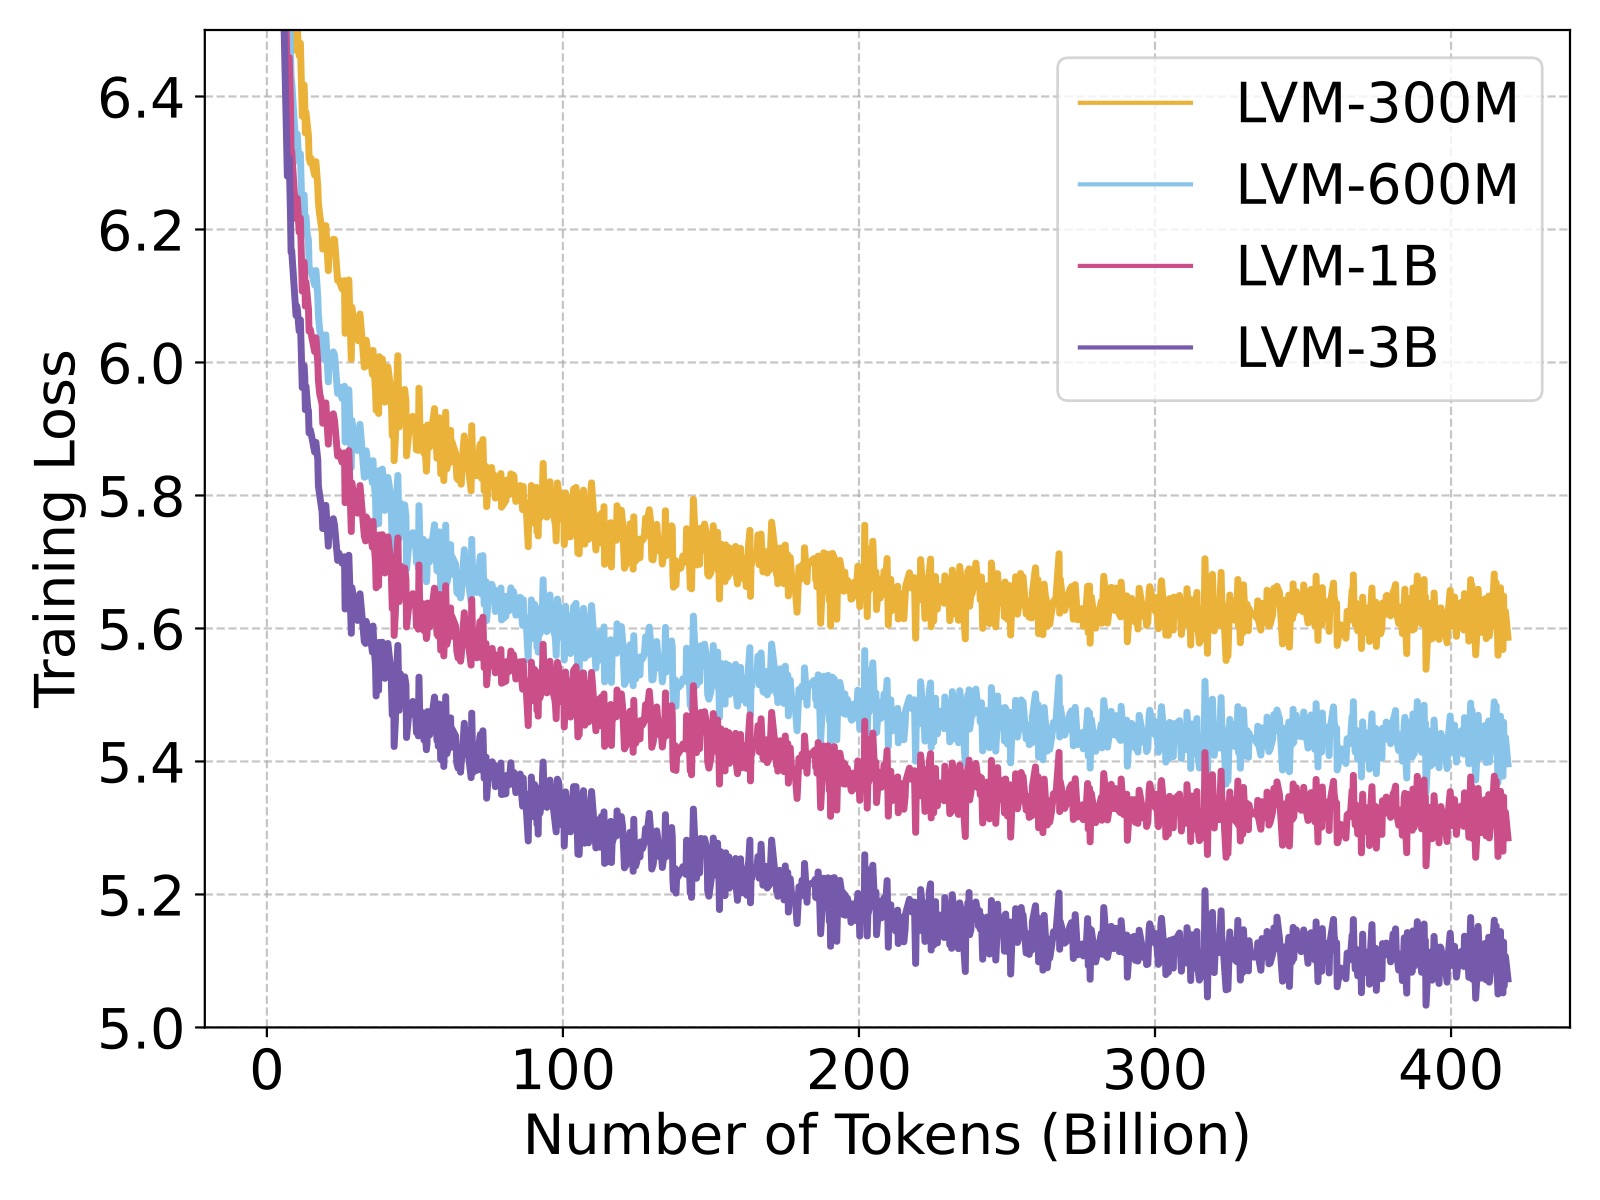 LVM-300M
LVM-600M
LVM-1B
LVM-3B
Training Loss
6.4
6.2
6.0
5.8
5.6
5.4
5.2
5.0
0 100 200 300 400
Number of Tokens (Billion)